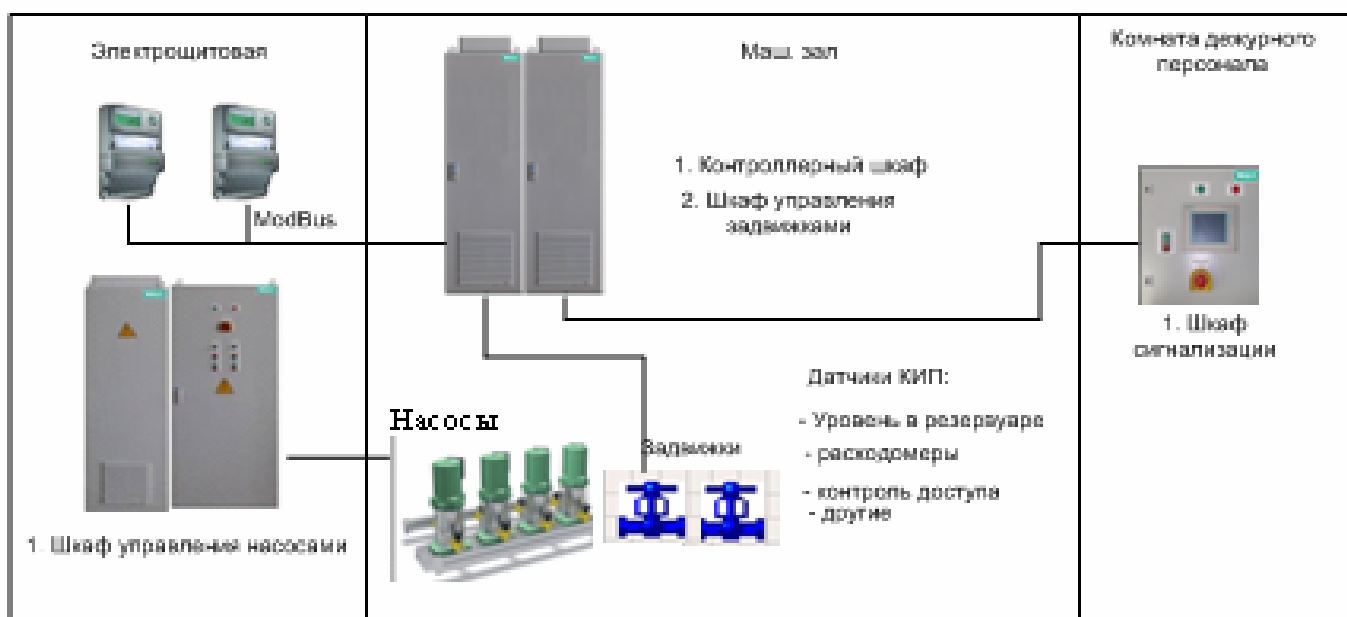 Электрощитовая
ModBus
1. Шкаф управления насосами
Маш. зал
1. Контроллерный шкаф
2. Шкаф управления
задвижками
Насосы
Задвижки
Датчики КИП:
- Уровень в резервуаре
- расходомеры
- контроль доступа
- другие
Комната дежурного
персонала
1. Шкаф
сигнализации